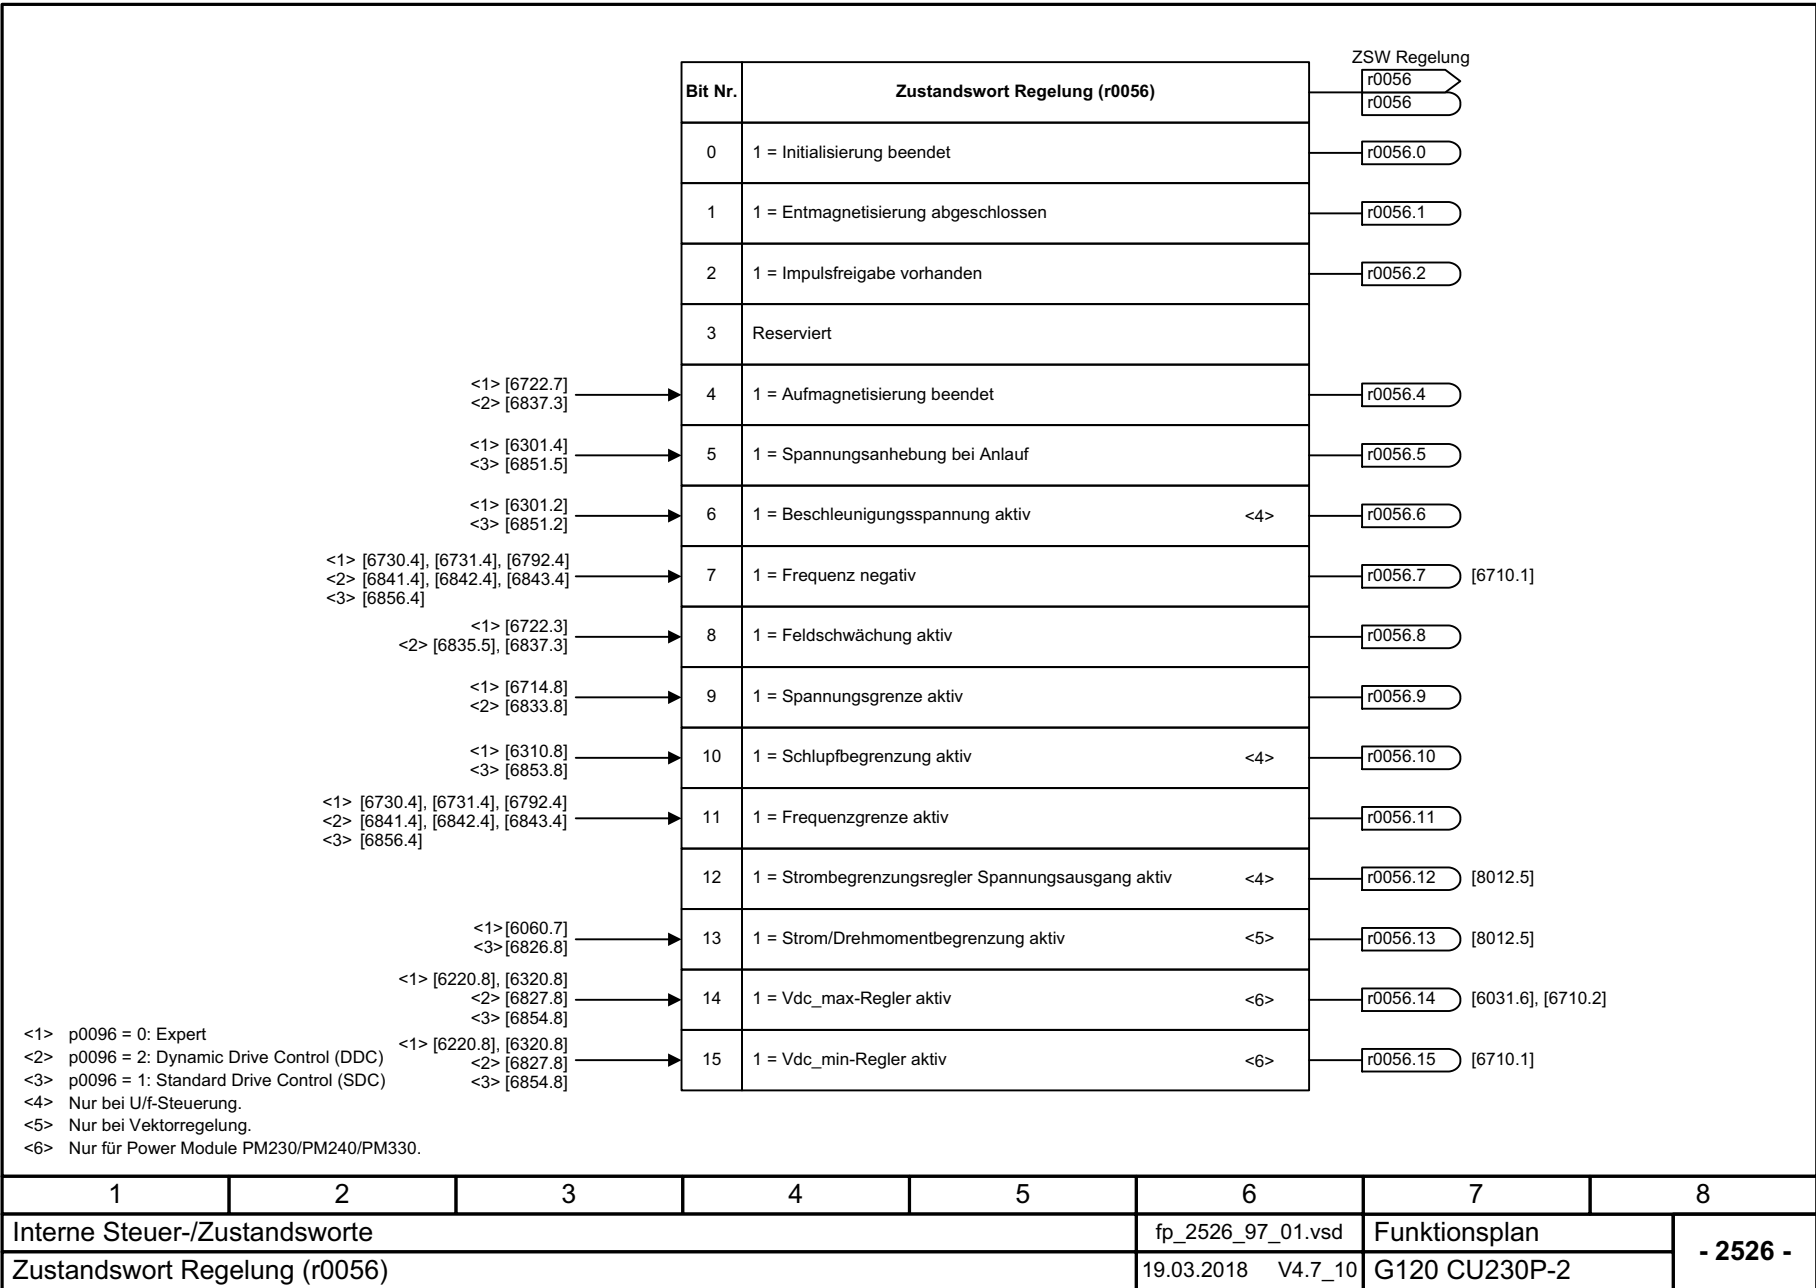 ZSW Regelung
Bit Nr. Zustandswort Regelung (r0056) r0056
r0056
0 1 = Initialisierung beendet r0056.0
1 1 = Entmagnetisierung abgeschlossen r0056.1
2 1 = Impulsfreigabe vorhanden r0056.2
3 Reserviert
<1> [6722.7]
<2> [6837.3]
4 1 = Aufmagnetisierung beendet r0056.4
<1> [6301.4]
<3> [6851.5]
5 1 = Spannungsanhebung bei Anlauf r0056.5
<1> [6301.2]
<3> [6851.2]
6 1 = Beschleunigungsspannung aktiv <4> r0056.6
<1> [6730.4], [6731.4], [6792.4]
<2> [6841.4], [6842.4], [6843.4]
<3> [6856.4]
7 1 = Frequenz negativ r0056.7 [6710.1]
<1> [6722.3]
<2> [6835.5], [6837.3]
8 1 = Feldschwächung aktiv r0056.8
<1> [6714.8]
<2> [6833.8]
9 1 = Spannungsgrenze aktiv r0056.9
<1> [6310.8]
<3> [6853.8]
10 1 = Schlupfbegrenzung aktiv <4> r0056.10
<1> [6730.4], [6731.4], [6792.4]
<2> [6841.4], [6842.4], [6843.4]
<3> [6856.4]
11 1 = Frequenzgrenze aktiv r0056.11
12 1 = Strombegrenzungsregler Spannungsausgang aktiv <4> r0056.12 [8012.5]
<1>[6060.7]
<3>[6826.8]
13 1 = Strom/Drehmomentbegrenzung aktiv <5> r0056.13 [8012.5]
<1> [6220.8], [6320.8]
<2> [6827.8]
<3> [6854.8]
14 1 = Vdc_max-Regler aktiv <6> r0056.14 [6031.6], [6710.2]
<1> [6220.8], [6320.8]
<2> [6827.8]
<3> [6854.8]
15 1 = Vdc_min-Regler aktiv <6> r0056.15 [6710.1]
<1> p0096 = 0: Expert
<2> p0096 = 2: Dynamic Drive Control (DDC)
<3> p0096 = 1: Standard Drive Control (SDC)
<4> Nur bei U/f-Steuerung.
<5> Nur bei Vektorregelung.
<6> Nur für Power Module PM230/PM240/PM330.
1 2 3 4 5 6 7 8
Interne Steuer-/Zustandsworte fp_2526_97_01.vsd Funktionsplan
- 2526 -
Zustandswort Regelung (r0056) 19.03.2018 V4.7_10 G120 CU230P-2